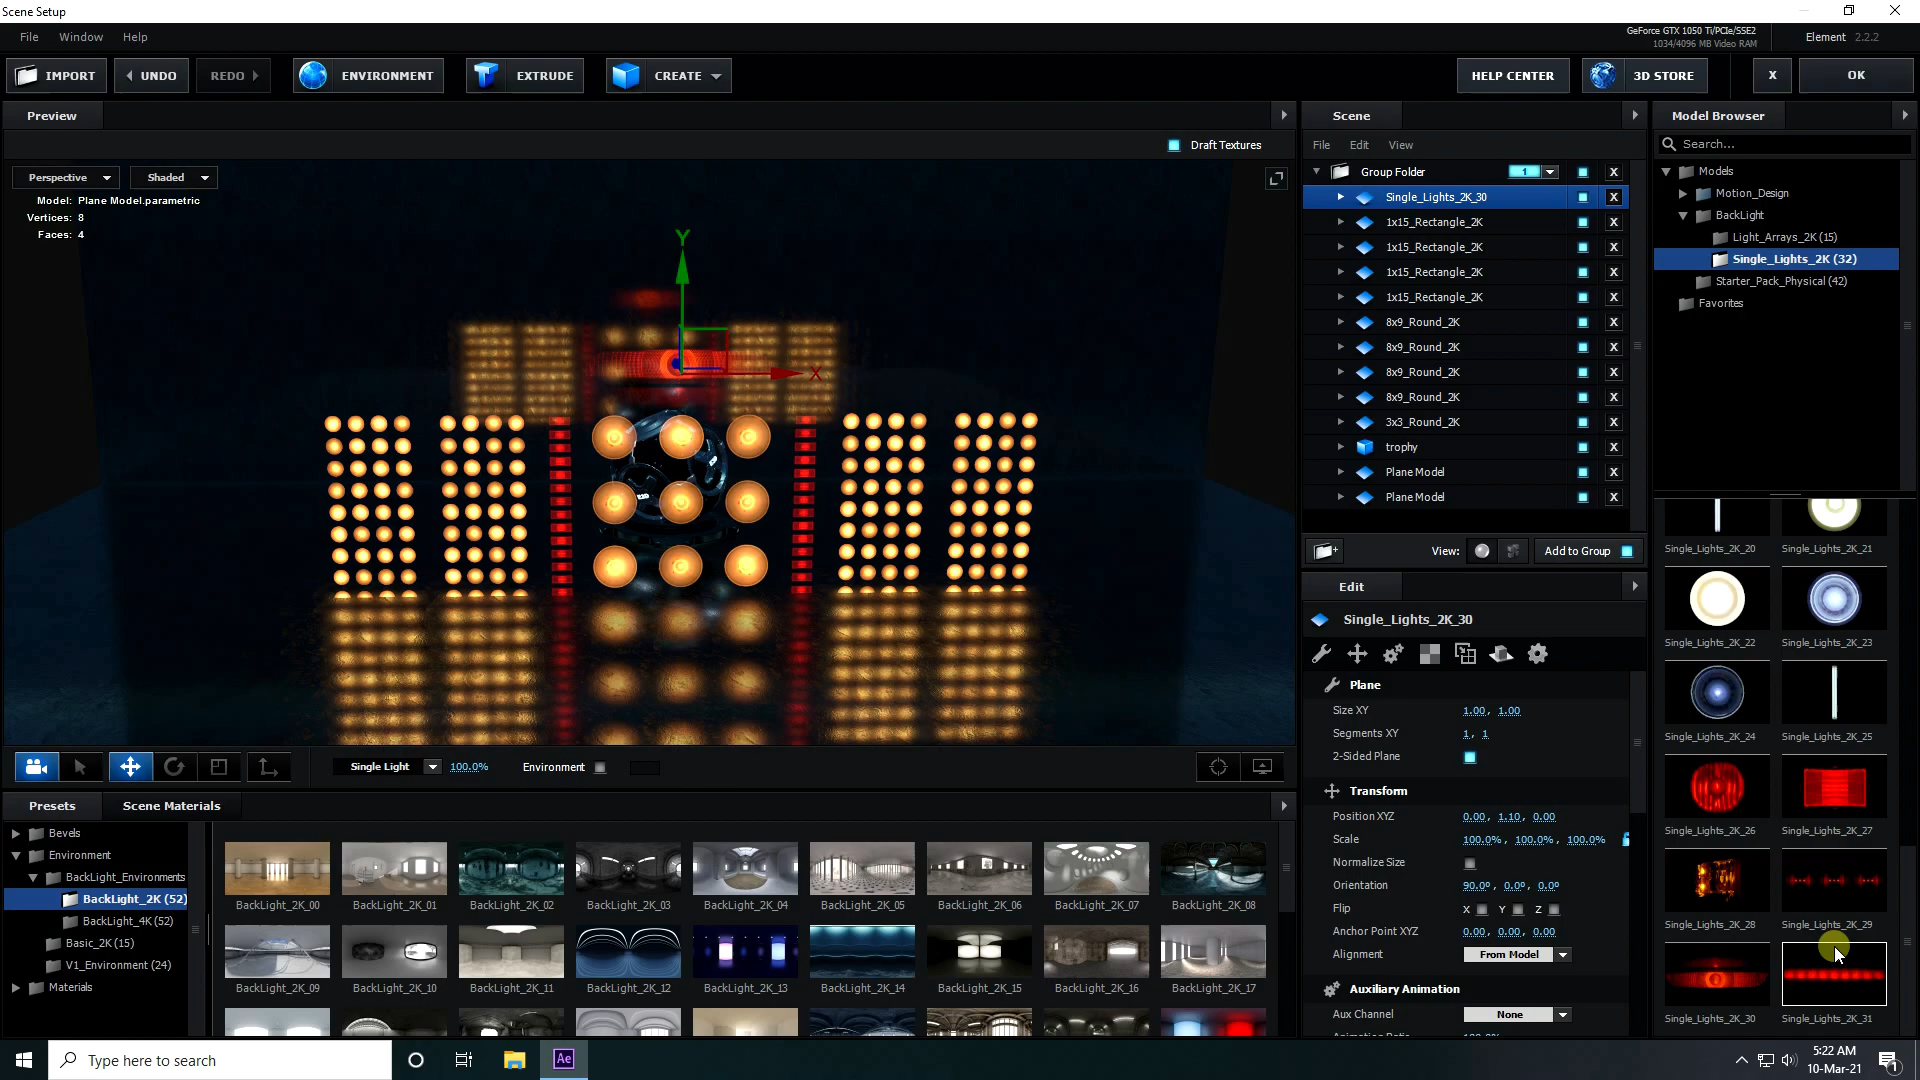 Scene Setup
File Window Help
GeForce GTX 1050 Ti/PCIe/SSE2
1034/4096 MB Video RAM
Element 2.2.2
IMPORT UNDO REDO ENVIRONMENT EXTRUDE CREATE HELP CENTER 3D STORE X OK
Preview
Draft Textures
Perspective Shaded
Model: Plane Model.parametric
Vertices: 8
Faces: 4
Y
X
Single Light 100.0% Environment
Scene
File Edit View
Group Folder 1 X
Single_Lights_2K_30 X
1x15_Rectangle_2K X
1x15_Rectangle_2K X
1x15_Rectangle_2K X
1x15_Rectangle_2K X
8x9_Round_2K X
8x9_Round_2K X
8x9_Round_2K X
8x9_Round_2K X
3x3_Round_2K X
trophy X
Plane Model X
Plane Model X
View: Add to Group
Edit
Single_Lights_2K_30
Plane
Size XY 1.00, 1.00
Segments XY 1, 1
2-Sided Plane
Transform
Position XYZ 0.00, 1.10, 0.00
Scale 100.0%, 100.0%, 100.0%
Normalize Size
Orientation 90.0º, 0.0º, 0.0º
Flip X Y Z
Anchor Point XYZ 0.00, 0.00, 0.00
Alignment From Model
Auxiliary Animation
Aux Channel None
Model Browser
Search...
Models
Motion_Design
BackLight
Light_Arrays_2K (15)
Single_Lights_2K (32)
Starter_Pack_Physical (42)
Favorites
Single_Lights_2K_20 Single_Lights_2K_21
Single_Lights_2K_22 Single_Lights_2K_23
Single_Lights_2K_24 Single_Lights_2K_25
Single_Lights_2K_26 Single_Lights_2K_27
Single_Lights_2K_28 Single_Lights_2K_29
Single_Lights_2K_30 Single_Lights_2K_31
Presets Scene Materials
Bevels
Environment
BackLight_Environments
BackLight_2K (52)
BackLight_4K (52)
Basic_2K (15)
V1_Environment (24)
Materials
BackLight_2K_00 BackLight_2K_01 BackLight_2K_02 BackLight_2K_03 BackLight_2K_04 BackLight_2K_05 BackLight_2K_06 BackLight_2K_07 BackLight_2K_08
BackLight_2K_09 BackLight_2K_10 BackLight_2K_11 BackLight_2K_12 BackLight_2K_13 BackLight_2K_14 BackLight_2K_15 BackLight_2K_16 BackLight_2K_17
Type here to search
Ae
5:22 AM
10-Mar-21
1